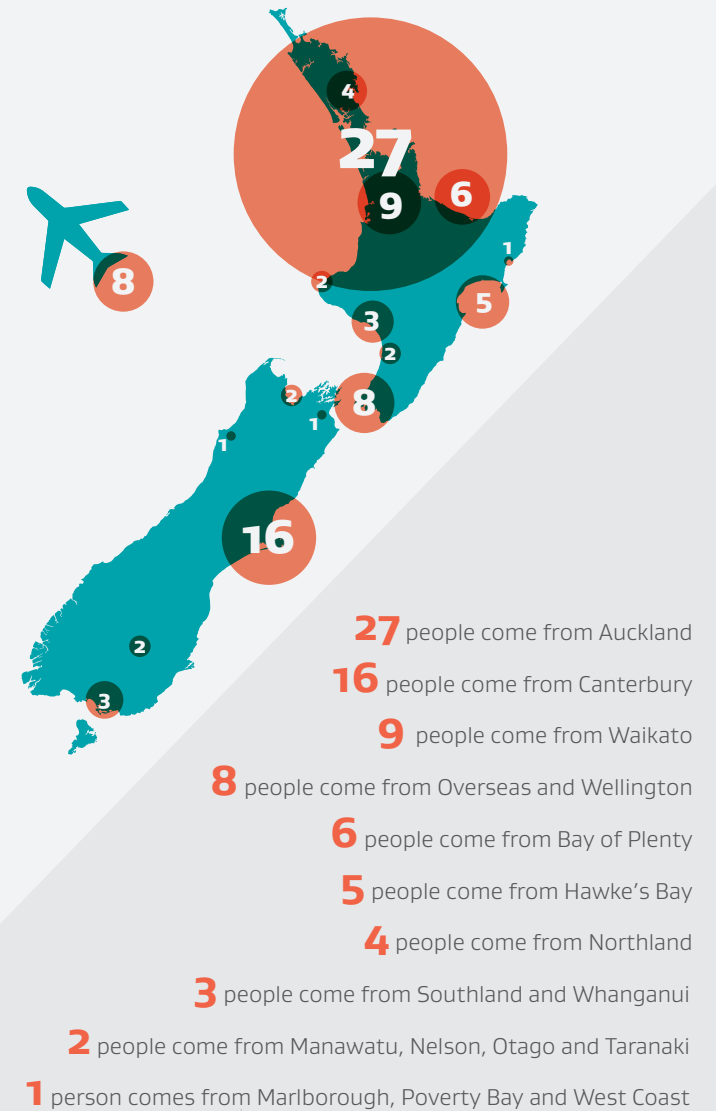 4
27
9
6
1
8
2
5
3
2
2
8
1
1
16
2
3
27 people come from Auckland
16 people come from Canterbury
9 people come from Waikato
8 people come from Overseas and Wellington
6 people come from Bay of Plenty
5 people come from Hawke's Bay
4 people come from Northland
3 people come from Southland and Whanganui
2 people come from Manawatu, Nelson, Otago and Taranaki
1 person comes from Marlborough, Poverty Bay and West Coast